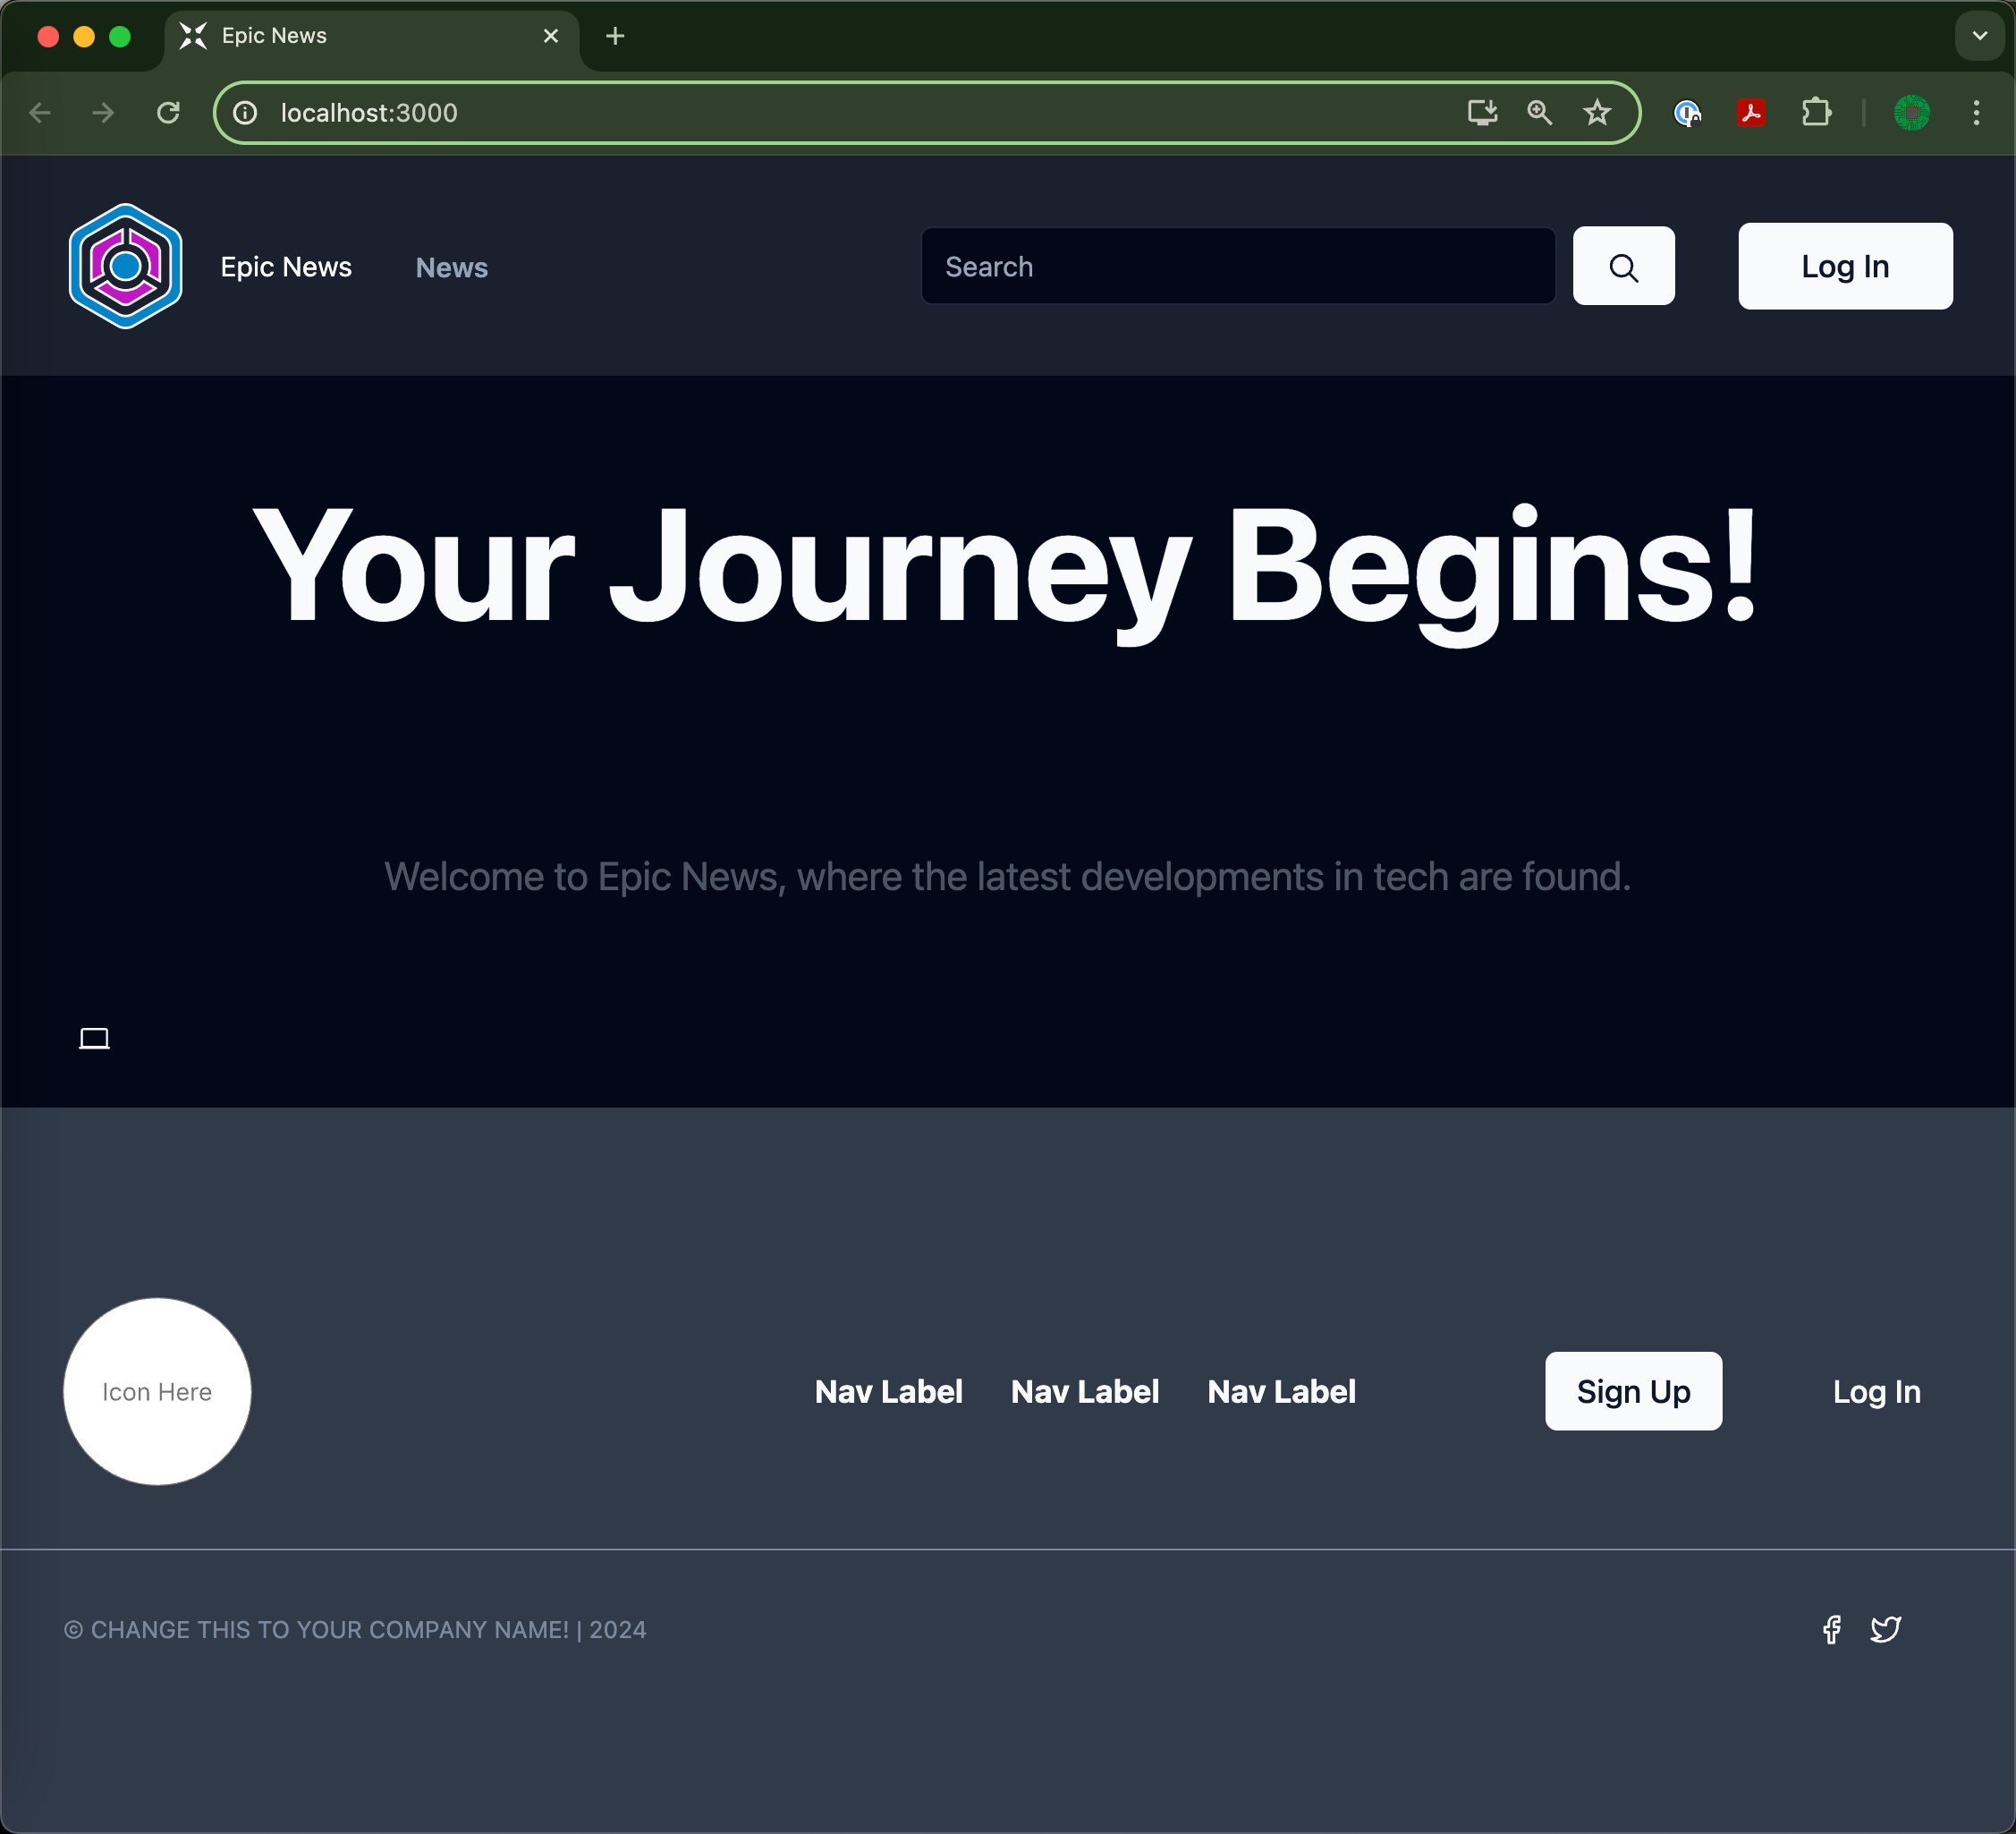 Epic News
localhost:3000
Epic News News Search Log In
Your Journey Begins!
Welcome to Epic News, where the latest developments in tech are found.
Icon Here Nav Label Nav Label Nav Label Sign Up Log In
© CHANGE THIS TO YOUR COMPANY NAME! | 2024